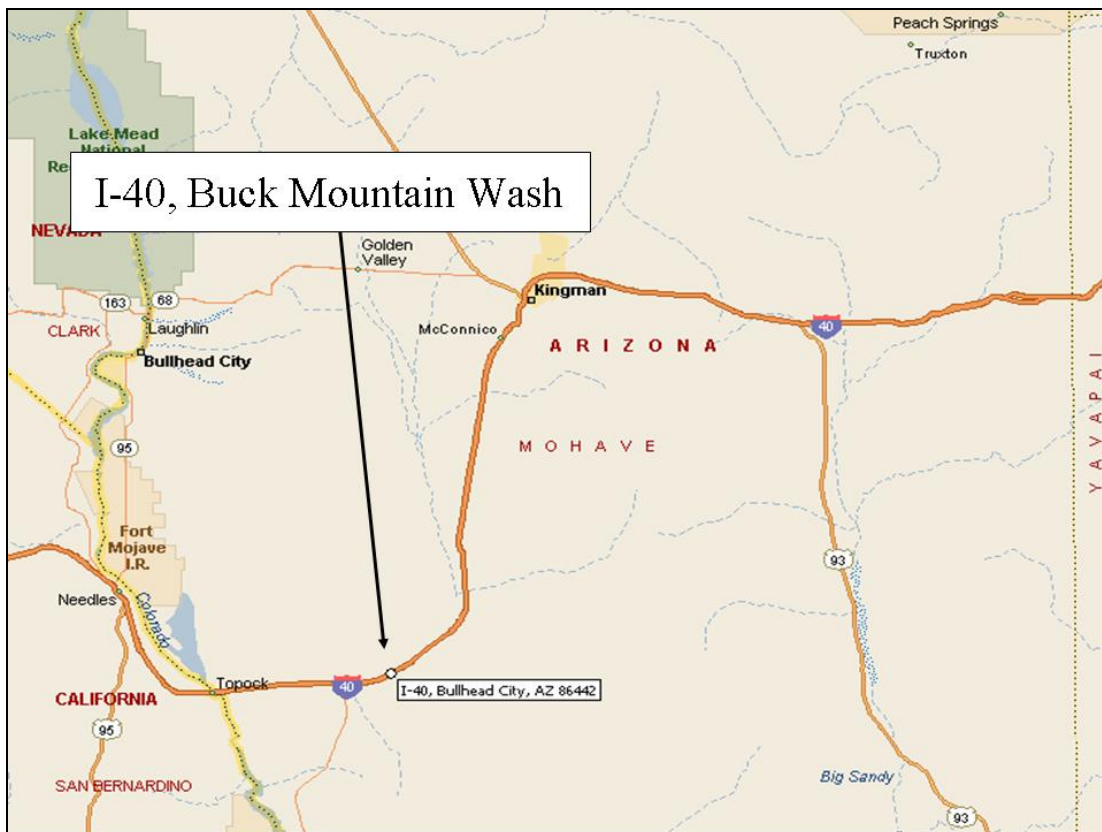 Peach Springs
Truxton
Lake Mead
National
Re
I-40, Buck Mountain Wash
NEVADA
Golden
Valley
Kingman
163
68
CLARK
Laughlin
McConnico
40
ARIZONA
Bullhead City
YAVAPAI
95
MOHAVE
Fort
Mojave
I.R.
93
Needles
Colorado
Topock
40
I-40, Bullhead City, AZ 86442
CALIFORNIA
95
SAN BERNARDINO
Big Sandy
93